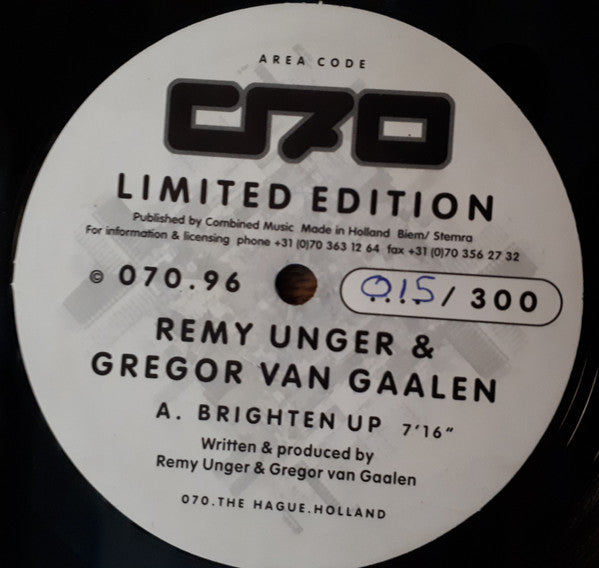 AREA CODE
070
LIMITED EDITION
Published by Combined Music Made in Holland Biem/ Stemra
For information & licensing phone +31 (0)70 363 12 64 fax +31 (0)70 356 27 32
© 070.96
015/ 300
REMY UNGER &
GREGOR VAN GAALEN
A. BRIGHTEN UP 7'16"
Written & produced by
Remy Unger & Gregor van Gaalen
070.THE HAGUE.HOLLAND